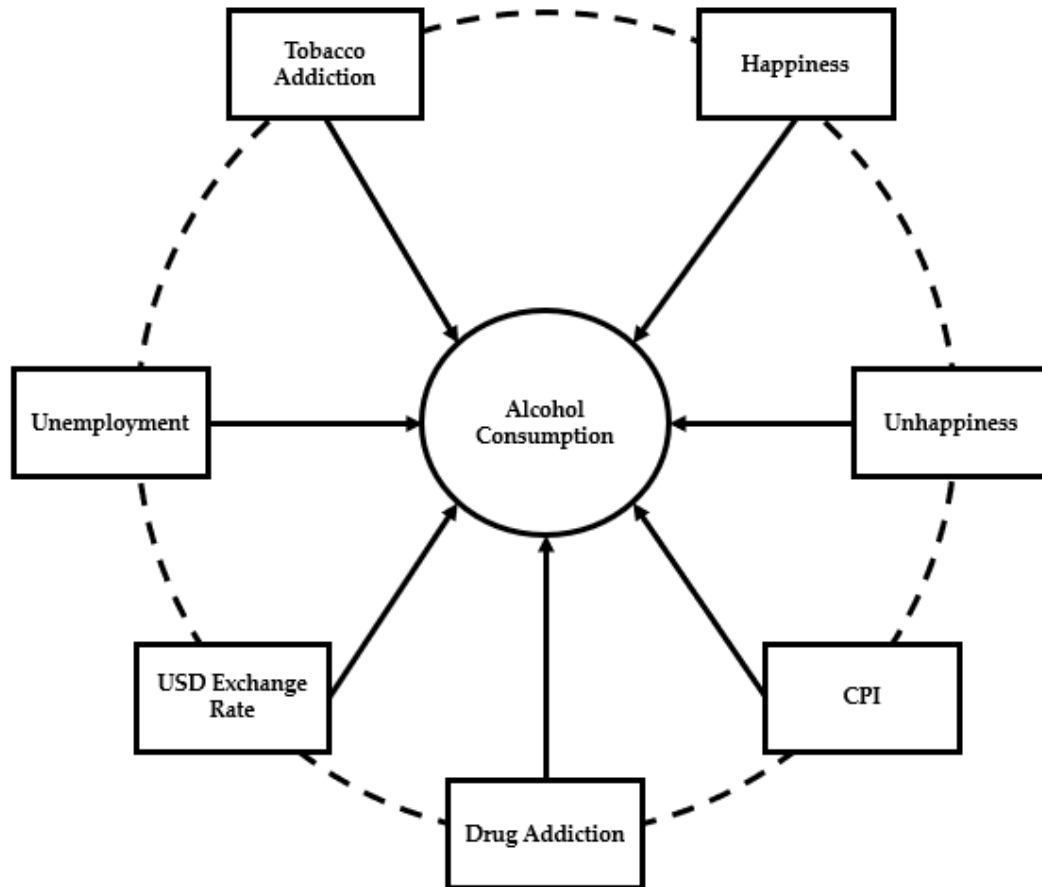 Tobacco
Addiction
Happiness
Unemployment
Alcohol
Consumption
Unhappiness
USD Exchange
Rate
CPI
Drug Addiction